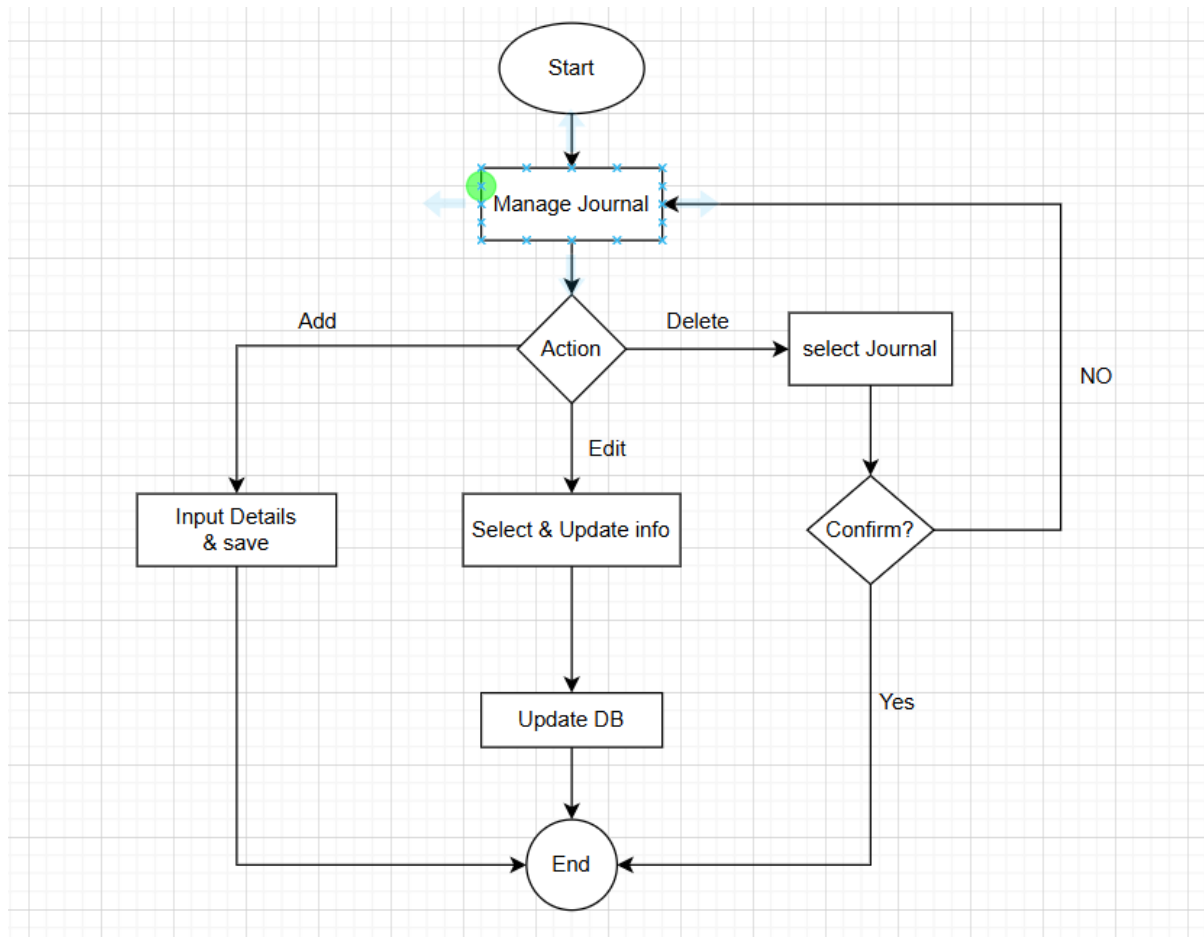 Start
Manage Journal
Add
Action
Delete
select Journal
NO
Edit
Input Details
& save
Select & Update info
Confirm?
Update DB
Yes
End